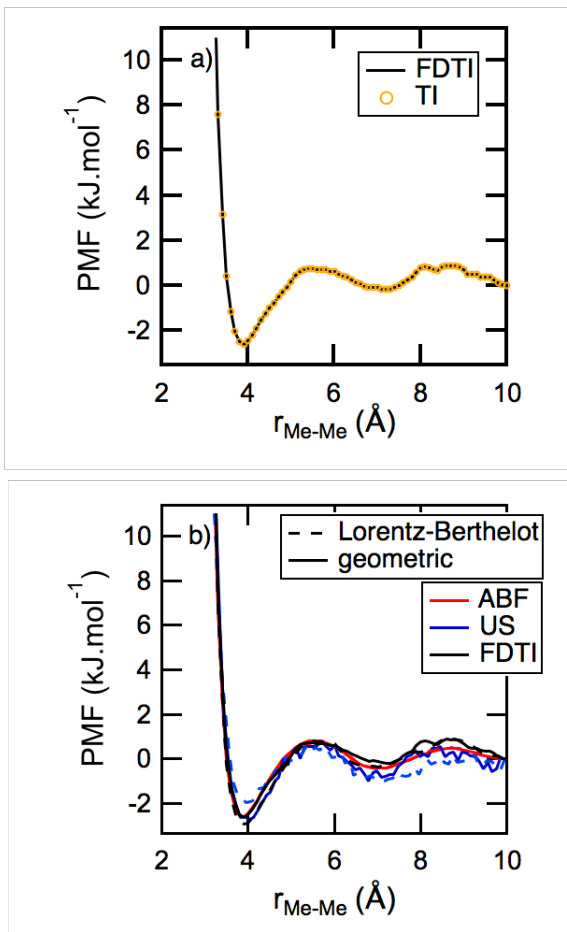 a)
FDTI
TI
10
8
6
4
2
0
-2
PMF (kJ.mol⁻¹)
2 4 6 8 10
rMe-Me (Å)
b)
Lorentz-Berthelot
geometric
ABF
US
FDTI
10
8
6
4
2
0
-2
PMF (kJ.mol⁻¹)
2 4 6 8 10
rMe-Me (Å)